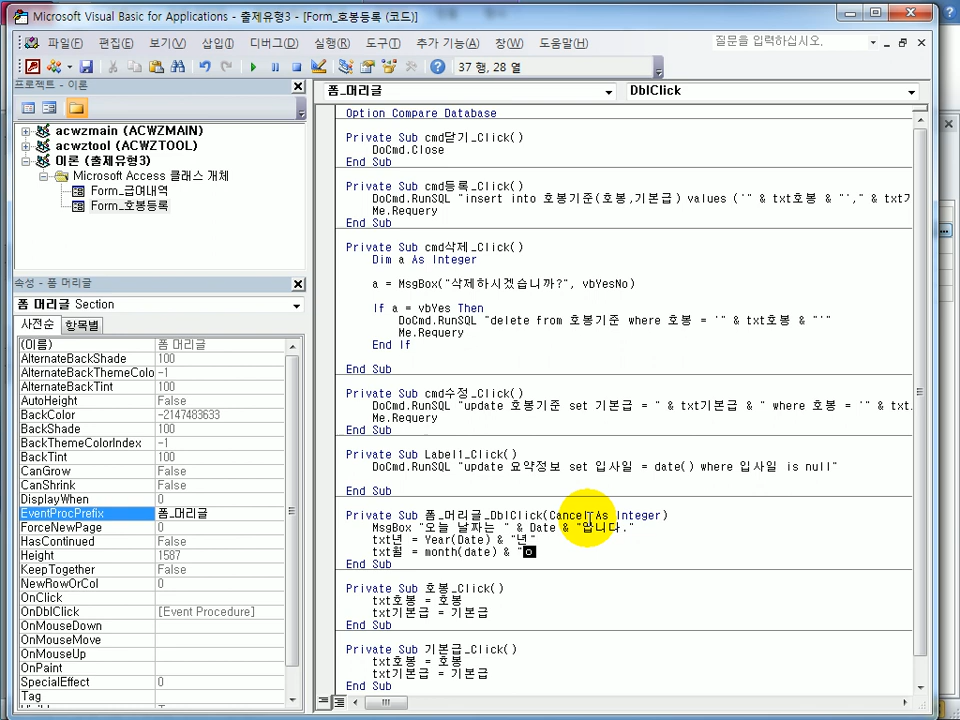 Microsoft Visual Basic for Applications - 출제유형3 - [Form_호봉등록 (코드)]
파일(F) 편집(E) 보기(V) 삽입(I) 디버그(D) 실행(R) 도구(T) 추가 기능(A) 창(W) 도움말(H) 질문을 입력하십시오.
37 행, 28 열
프로젝트 - 이론
acwzmain (ACWZMAIN)
acwztool (ACWZTOOL)
이론 (출제유형3)
Microsoft Access 클래스 개체
Form_급여내역
Form_호봉등록
속성 - 폼 머리글
폼 머리글 Section
사전순 항목별
(이름) 폼 머리글
AlternateBackShade 100
AlternateBackThemeColo -1
AlternateBackTint 100
AutoHeight False
BackColor -2147483633
BackShade 100
BackThemeColorIndex -1
BackTint 100
CanGrow False
CanShrink False
DisplayWhen 0
EventProcPrefix 폼_머리글
ForceNewPage 0
HasContinued False
Height 1587
KeepTogether False
NewRowOrCol 0
OnClick
OnDblClick [Event Procedure]
OnMouseDown
OnMouseMove
OnMouseUp
OnPaint
SpecialEffect 0
Tag
폼_머리글 DblClick
Option Compare Database
Private Sub cmd닫기_Click()
DoCmd.Close
End Sub
Private Sub cmd등록_Click()
DoCmd.RunSQL "insert into 호봉기준(호봉,기본급) values ('" & txt호봉 & "'," & txt기
Me.Requery
End Sub
Private Sub cmd삭제_Click()
Dim a As Integer
a = MsgBox("삭제하시겠습니까?", vbYesNo)
If a = vbYes Then
DoCmd.RunSQL "delete from 호봉기준 where 호봉 = '" & txt호봉 & "'"
Me.Requery
End If
End Sub
Private Sub cmd수정_Click()
DoCmd.RunSQL "update 호봉기준 set 기본급 = " & txt기본급 & " where 호봉 = '" & txt
Me.Requery
End Sub
Private Sub Label1_Click()
DoCmd.RunSQL "update 요약정보 set 입사일 = date() where 입사일 is null"
End Sub
Private Sub 폼_머리글_DblClick(Cancel As Integer)
MsgBox "오늘 날짜는 " & Date & "입니다."
txt년 = Year(Date) & "년"
txt월 = month(date) & "ㅇ
End Sub
Private Sub 호봉_Click()
txt호봉 = 호봉
txt기본급 = 기본급
End Sub
Private Sub 기본급_Click()
txt호봉 = 호봉
txt기본급 = 기본급
End Sub